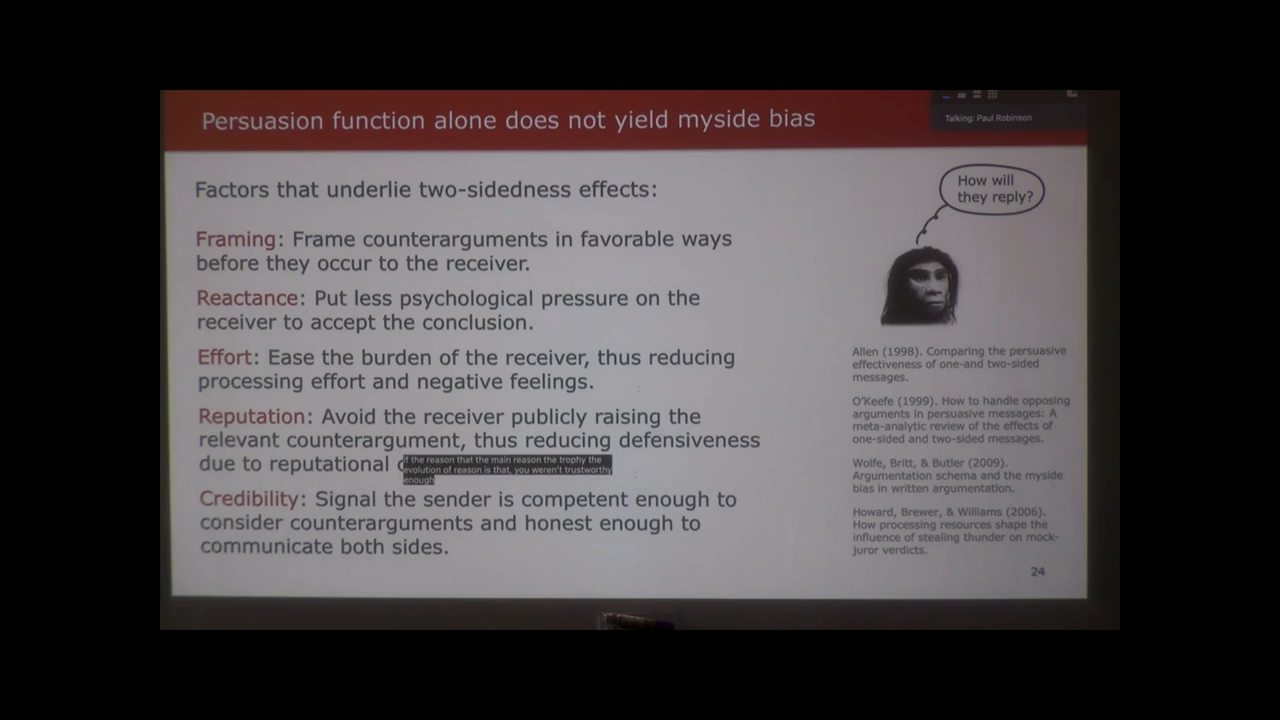 Persuasion function alone does not yield myside bias
Talking: Paul Robinson
Factors that underlie two-sidedness effects:
How will
they reply?
Framing: Frame counterarguments in favorable ways
before they occur to the receiver.
Reactance: Put less psychological pressure on the
receiver to accept the conclusion.
Effort: Ease the burden of the receiver, thus reducing
processing effort and negative feelings.
Reputation: Avoid the receiver publicly raising the
relevant counterargument, thus reducing defensiveness
due to reputational
if the reason that the main reason the trophy the
evolution of reason is that, you weren't trustworthy
enough
Credibility: Signal the sender is competent enough to
consider counterarguments and honest enough to
communicate both sides.
Allen (1998). Comparing the persuasive
effectiveness of one-and two-sided
messages.
O'Keefe (1999). How to handle opposing
arguments in persuasive messages: A
meta-analytic review of the effects of
one-sided and two-sided messages.
Wolfe, Britt, & Butler (2009).
Argumentation schema and the myside
bias in written argumentation.
Howard, Brewer, & Williams (2006).
How processing resources shape the
influence of stealing thunder on mock-
juror verdicts.
24